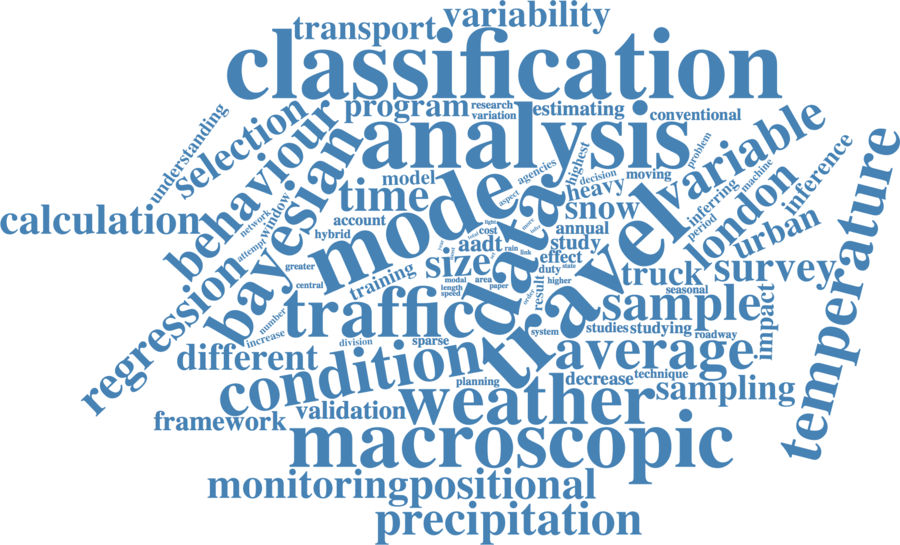 variability
transport
classification
program
research
variation
estimating
conventional
understanding
selection
behaviour
analysis
variable
problem
temperature
calculation
bayesian
window
network
attempt
model
time
account
hybrid
mode
agencies
aspect
highest
decision
heavy
moving
snow
annual
study
inferring
machine
period
london
inference
urban
regression
greater
central
training
size
aadt
cost
light
total
rain
link
data
effect
duty
state
higher
result
order
travel
truck
survey
seasonal
sample
impact
modal
area
paper
length
speed
number
increase
traffic
division
sparse
system
studies
studying
roadway
different
condition
average
planning
decrease
technique
sampling
framework
validation
weather
macroscopic
monitoring
positional
precipitation